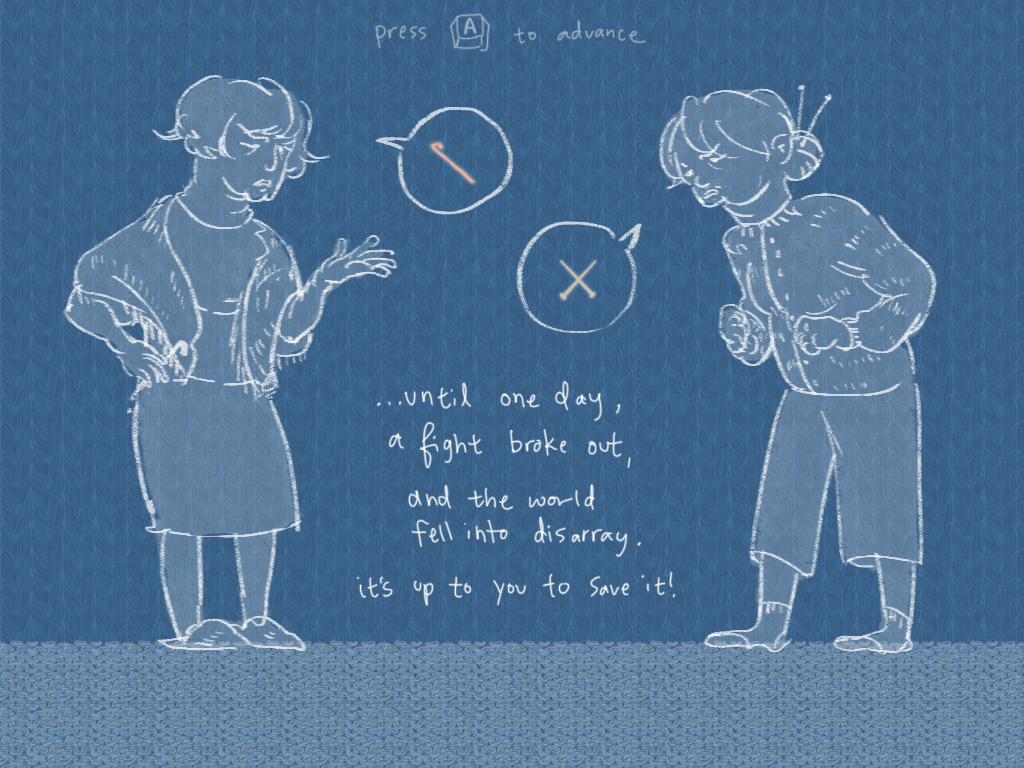 press A to advance
...until one day,
a fight broke out,
and the world
fell into disarray.
it's up to you to save it!